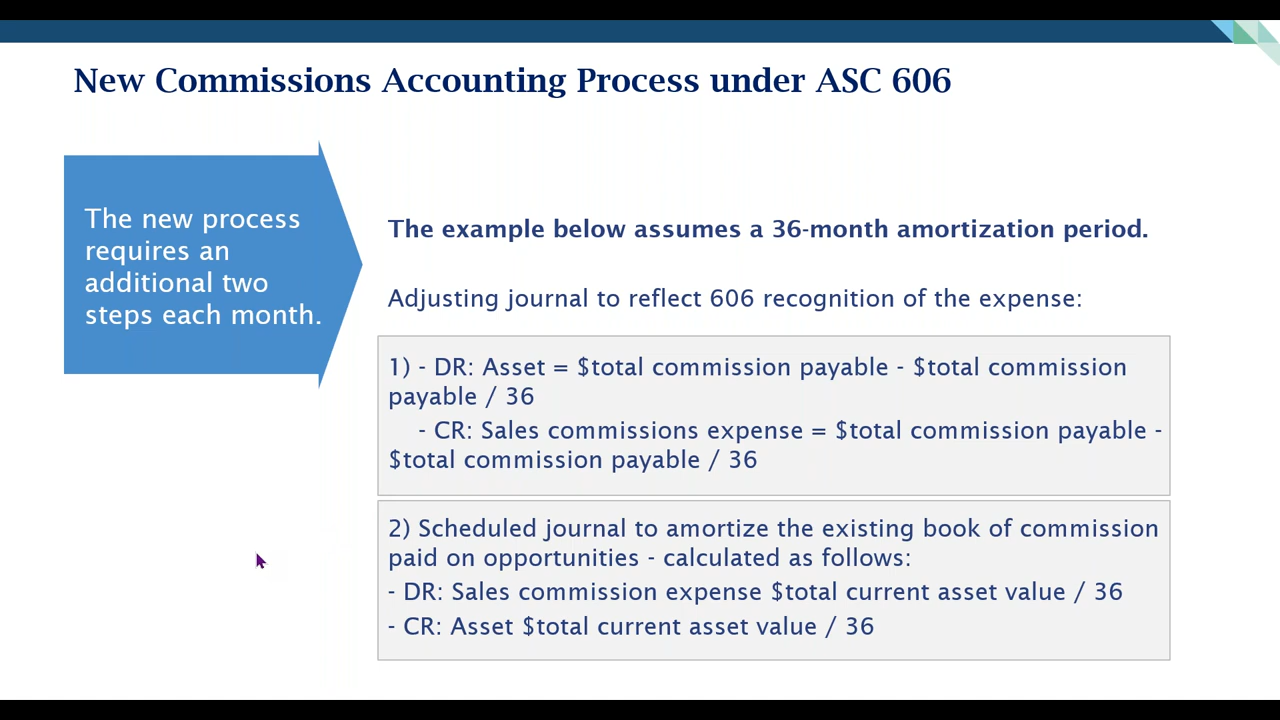 New Commissions Accounting Process under ASC 606
The new process
requires an
additional two
steps each month.
The example below assumes a 36-month amortization period.
Adjusting journal to reflect 606 recognition of the expense:
1) - DR: Asset = $total commission payable - $total commission
payable / 36
- CR: Sales commissions expense = $total commission payable -
$total commission payable / 36
2) Scheduled journal to amortize the existing book of commission
paid on opportunities - calculated as follows:
- DR: Sales commission expense $total current asset value / 36
- CR: Asset $total current asset value / 36